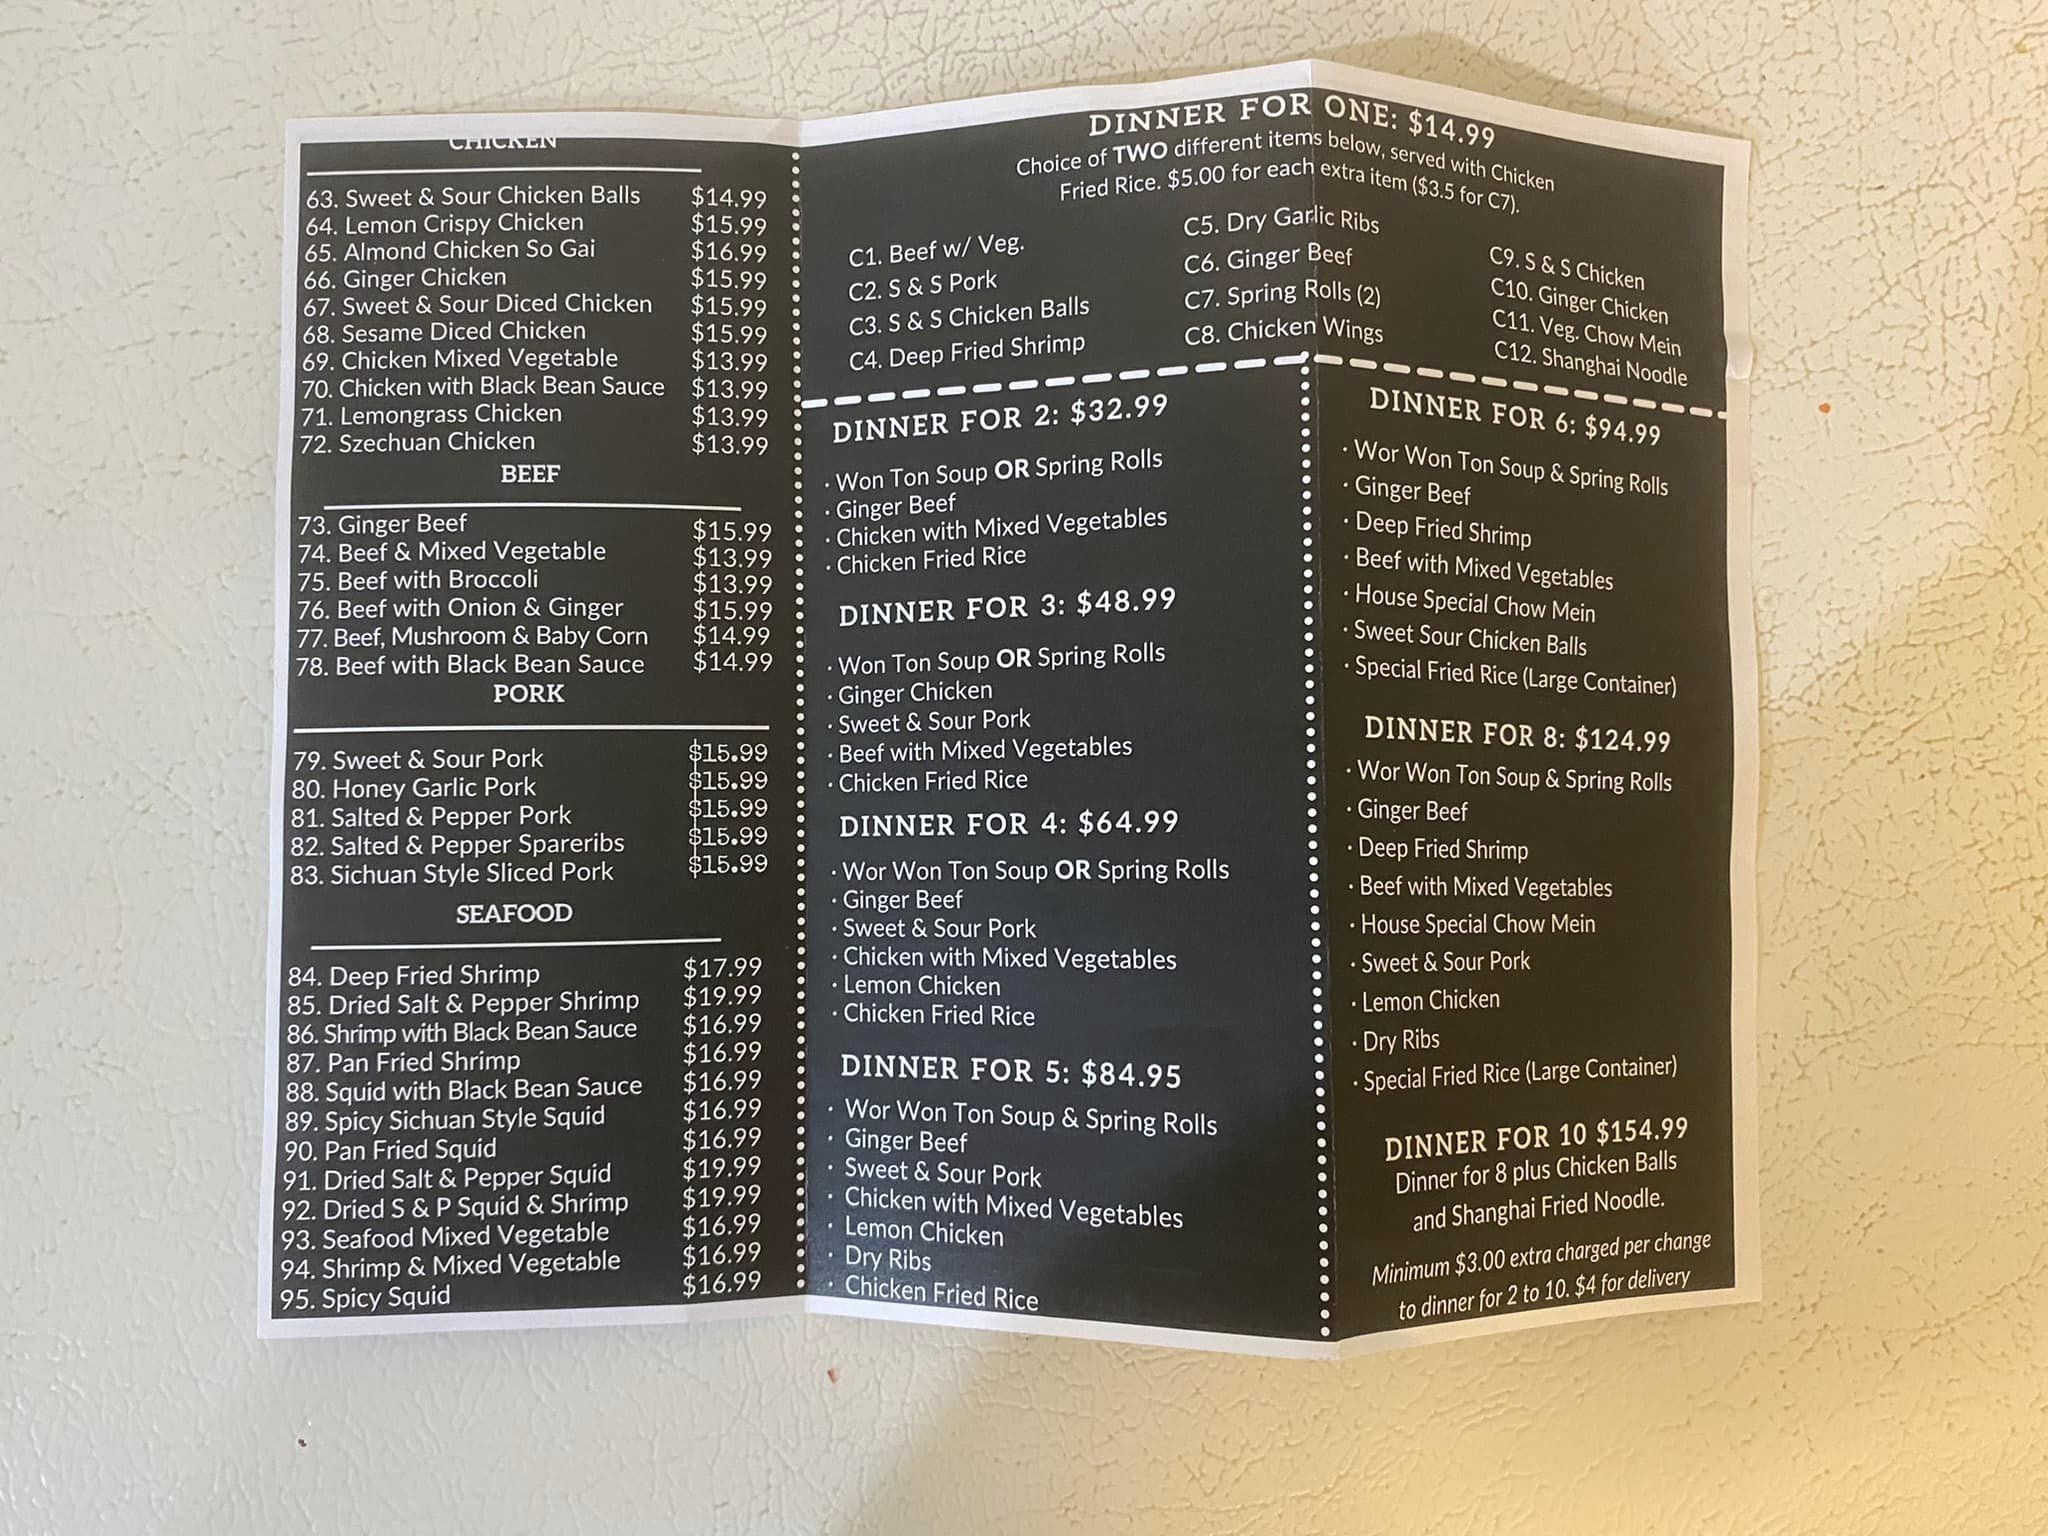 CHICKEN
63. Sweet & Sour Chicken Balls $14.99
64. Lemon Crispy Chicken $15.99
65. Almond Chicken So Gai $16.99
66. Ginger Chicken $15.99
67. Sweet & Sour Diced Chicken $15.99
68. Sesame Diced Chicken $15.99
69. Chicken Mixed Vegetable $13.99
70. Chicken with Black Bean Sauce $13.99
71. Lemongrass Chicken $13.99
72. Szechuan Chicken $13.99
BEEF
73. Ginger Beef $15.99
74. Beef & Mixed Vegetable $13.99
75. Beef with Broccoli $13.99
76. Beef with Onion & Ginger $15.99
77. Beef, Mushroom & Baby Corn $14.99
78. Beef with Black Bean Sauce $14.99
PORK
79. Sweet & Sour Pork $15.99
80. Honey Garlic Pork $15.99
81. Salted & Pepper Pork $15.99
82. Salted & Pepper Spareribs $15.99
83. Sichuan Style Sliced Pork $15.99
SEAFOOD
84. Deep Fried Shrimp $17.99
85. Dried Salt & Pepper Shrimp $19.99
86. Shrimp with Black Bean Sauce $16.99
87. Pan Fried Shrimp $16.99
88. Squid with Black Bean Sauce $16.99
89. Spicy Sichuan Style Squid $16.99
90. Pan Fried Squid $16.99
91. Dried Salt & Pepper Squid $19.99
92. Dried S & P Squid & Shrimp $19.99
93. Seafood Mixed Vegetable $16.99
94. Shrimp & Mixed Vegetable $16.99
95. Spicy Squid $16.99
DINNER FOR ONE: $14.99
Choice of TWO different items below, served with Chicken
Fried Rice. $5.00 for each extra item ($3.5 for C7).
C1. Beef w/ Veg.
C2. S & S Pork
C3. S & S Chicken Balls
C4. Deep Fried Shrimp
C5. Dry Garlic Ribs
C6. Ginger Beef
C7. Spring Rolls (2)
C8. Chicken Wings
C9. S & S Chicken
C10. Ginger Chicken
C11. Veg. Chow Mein
C12. Shanghai Noodle
DINNER FOR 2: $32.99
· Won Ton Soup OR Spring Rolls
· Ginger Beef
· Chicken with Mixed Vegetables
· Chicken Fried Rice
DINNER FOR 3: $48.99
· Won Ton Soup OR Spring Rolls
· Ginger Chicken
· Sweet & Sour Pork
· Beef with Mixed Vegetables
· Chicken Fried Rice
DINNER FOR 4: $64.99
· Wor Won Ton Soup OR Spring Rolls
· Ginger Beef
· Sweet & Sour Pork
· Chicken with Mixed Vegetables
· Lemon Chicken
· Chicken Fried Rice
DINNER FOR 5: $84.95
· Wor Won Ton Soup & Spring Rolls
· Ginger Beef
· Sweet & Sour Pork
· Chicken with Mixed Vegetables
· Lemon Chicken
· Dry Ribs
· Chicken Fried Rice
DINNER FOR 6: $94.99
· Wor Won Ton Soup & Spring Rolls
· Ginger Beef
· Deep Fried Shrimp
· Beef with Mixed Vegetables
· House Special Chow Mein
· Sweet Sour Chicken Balls
· Special Fried Rice (Large Container)
DINNER FOR 8: $124.99
· Wor Won Ton Soup & Spring Rolls
· Ginger Beef
· Deep Fried Shrimp
· Beef with Mixed Vegetables
· House Special Chow Mein
· Sweet & Sour Pork
· Lemon Chicken
· Dry Ribs
· Special Fried Rice (Large Container)
DINNER FOR 10 $154.99
Dinner for 8 plus Chicken Balls
and Shanghai Fried Noodle.
Minimum $3.00 extra charged per change
to dinner for 2 to 10. $4 for delivery